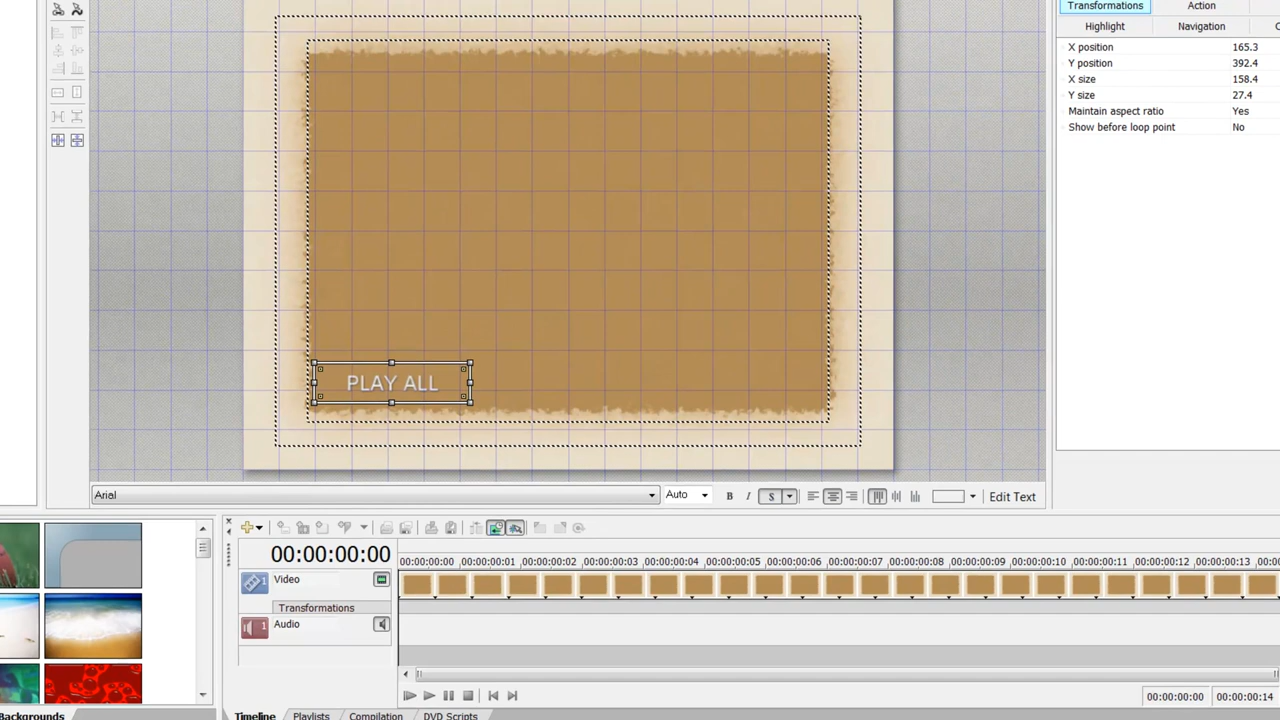 Transformations Action
Highlight Navigation
X position 165.3
Y position 392.4
X size 158.4
Y size 27.4
Maintain aspect ratio Yes
Show before loop point No
PLAY ALL
Arial Auto B I S Edit Text
00:00:00:00
00:00:00:00 00:00:00:01 00:00:00:02 00:00:00:03 00:00:00:04 00:00:00:05 00:00:00:06 00:00:00:07 00:00:00:08 00:00:00:09 00:00:00:10 00:00:00:11 00:00:00:12 00:00:00:13
1 Video
Transformations
1 Audio
00:00:00:00 00:00:00:14
Backgrounds Timeline Playlists Compilation DVD Scripts